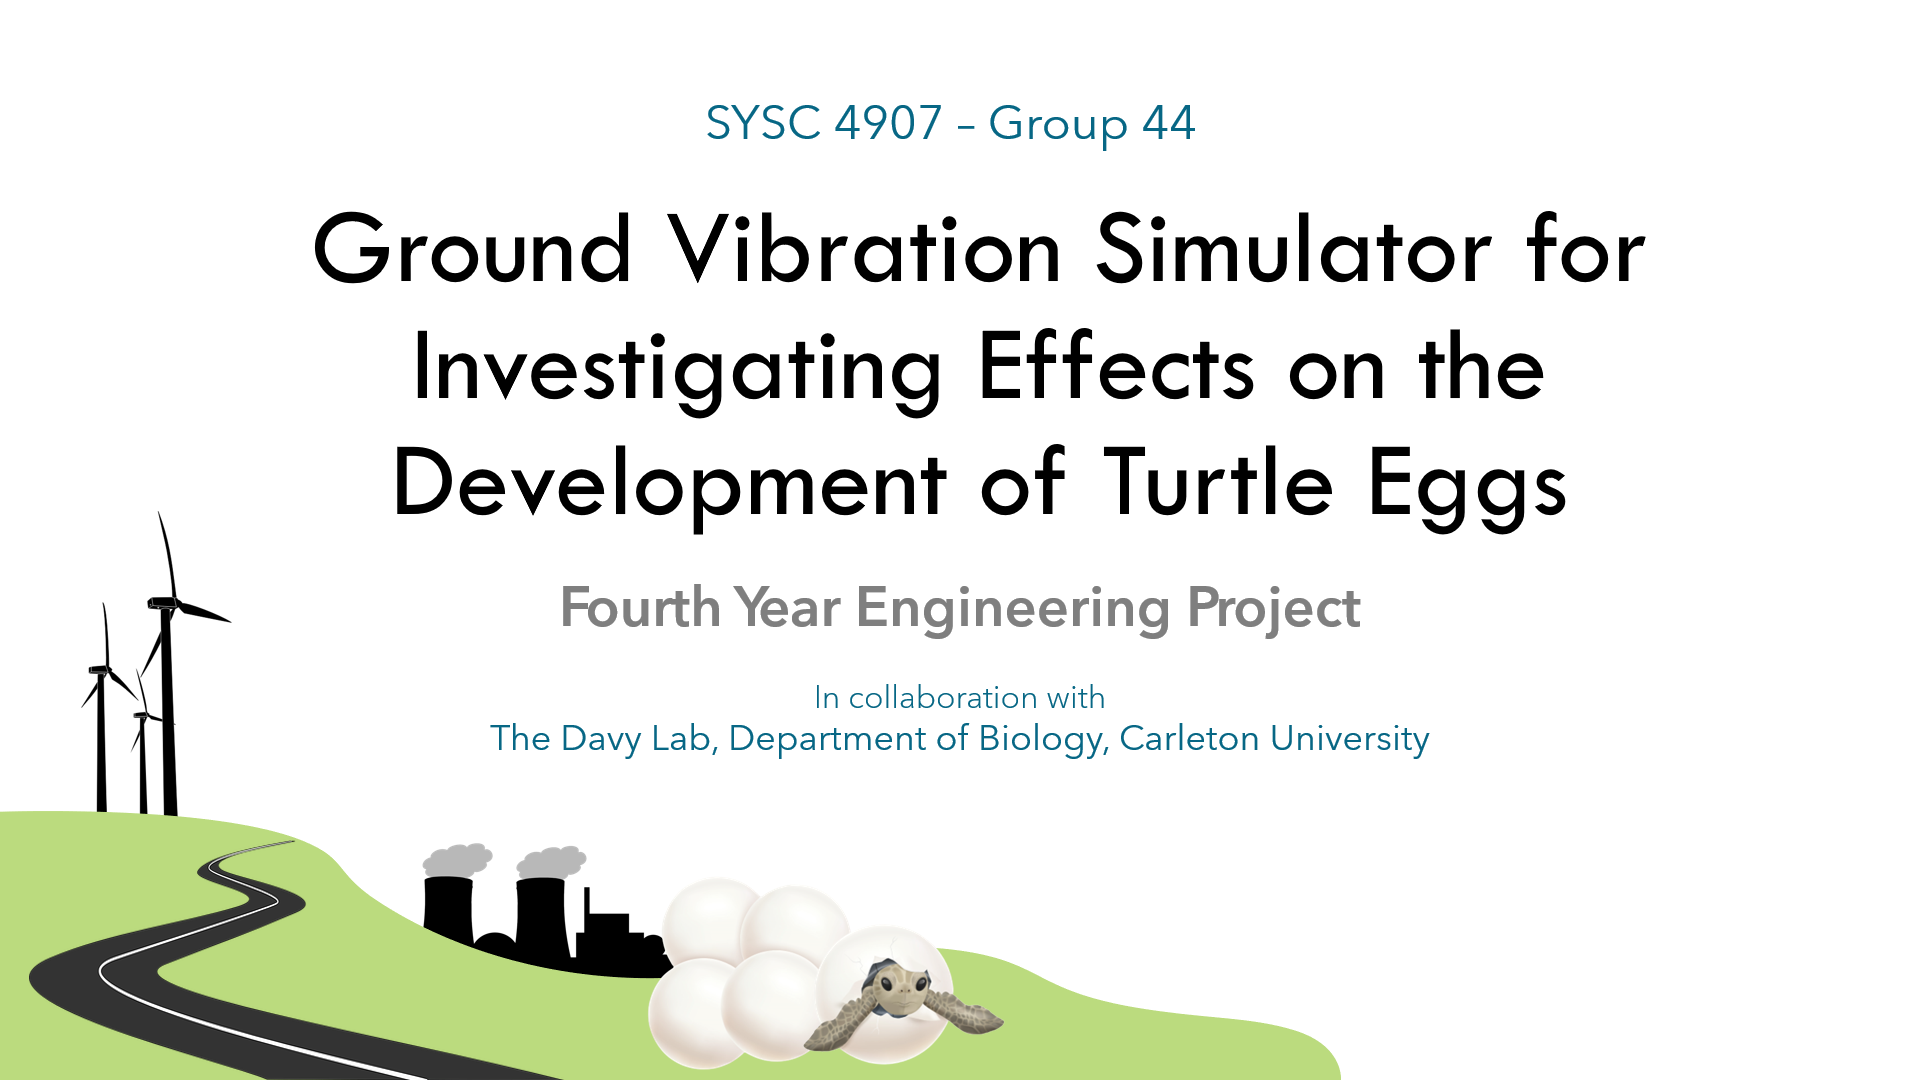 SYSC 4907 – Group 44
Ground Vibration Simulator for
Investigating Effects on the
Development of Turtle Eggs
Fourth Year Engineering Project
In collaboration with
The Davy Lab, Department of Biology, Carleton University